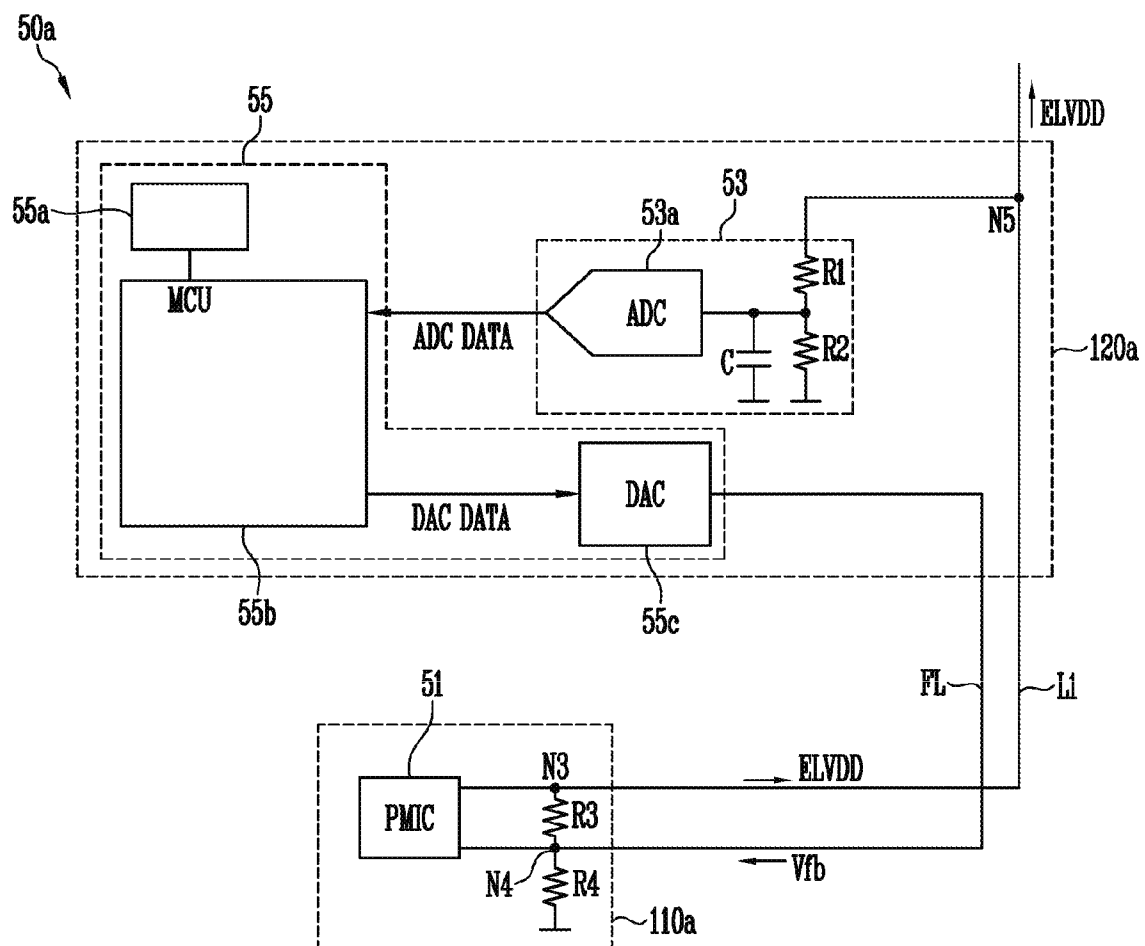 50a
ELVDD
55
53
55a
53a
N5
R1
MCU
ADC
ADC DATA
R2
C
120a
DAC
DAC DATA
55b
55c
FL
L1
51
N3
ELVDD
PMIC
R3
Vfb
N4
R4
110a